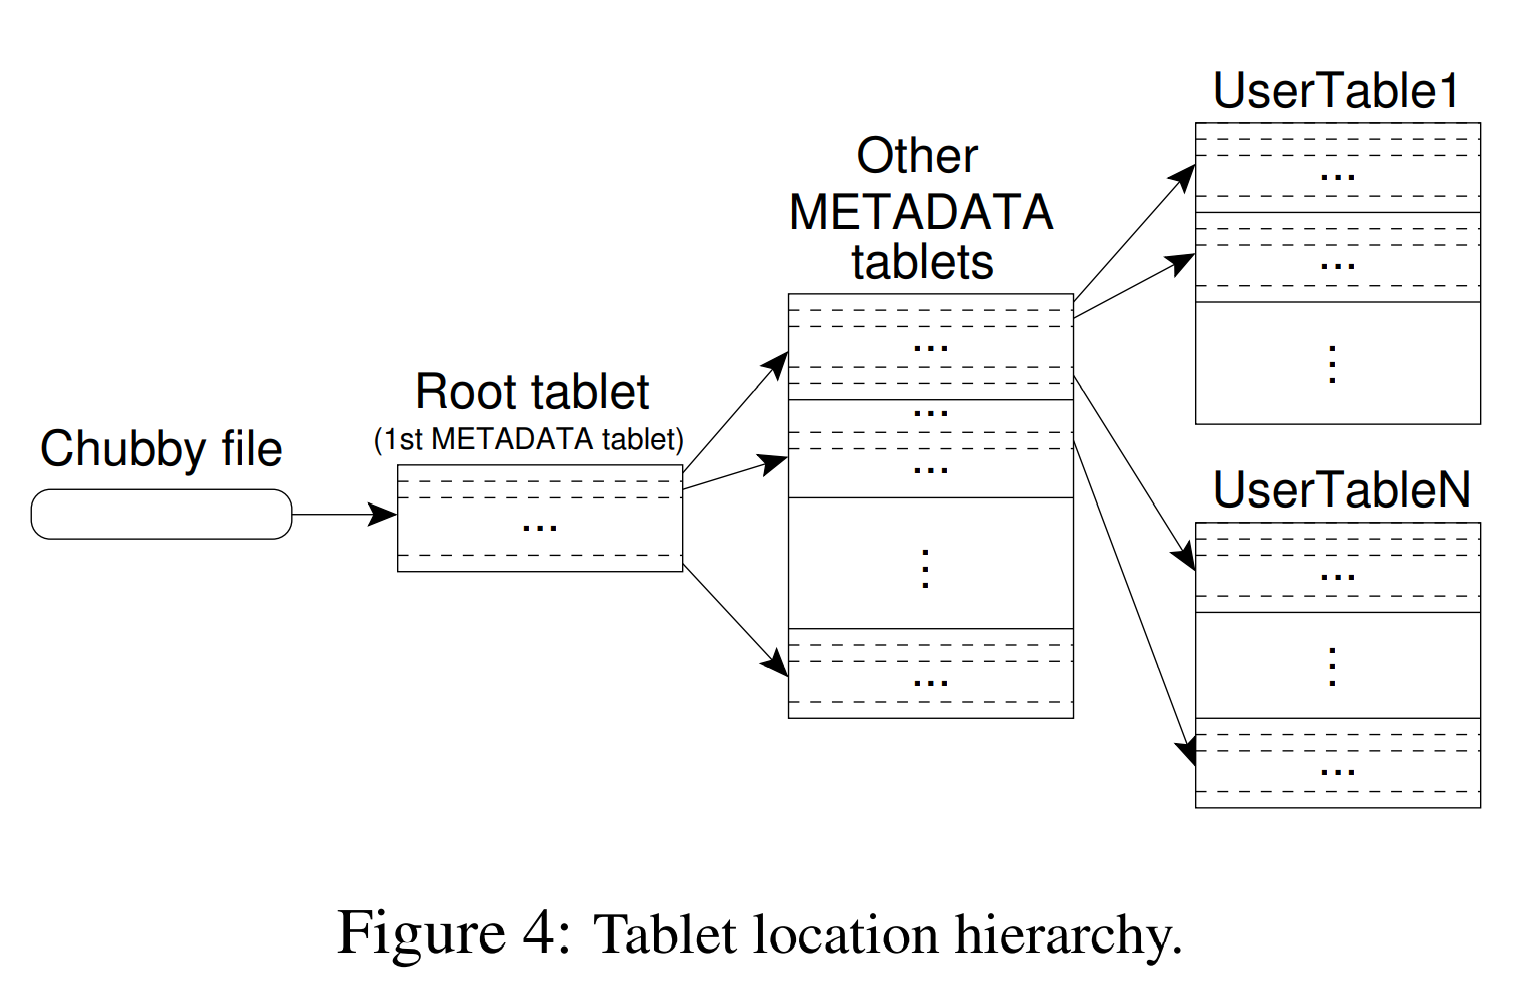 Chubby file
Root tablet
(1st METADATA tablet)
...
Other
METADATA
tablets
...
...
...
...
UserTable1
...
...
UserTableN
...
...
Figure 4: Tablet location hierarchy.